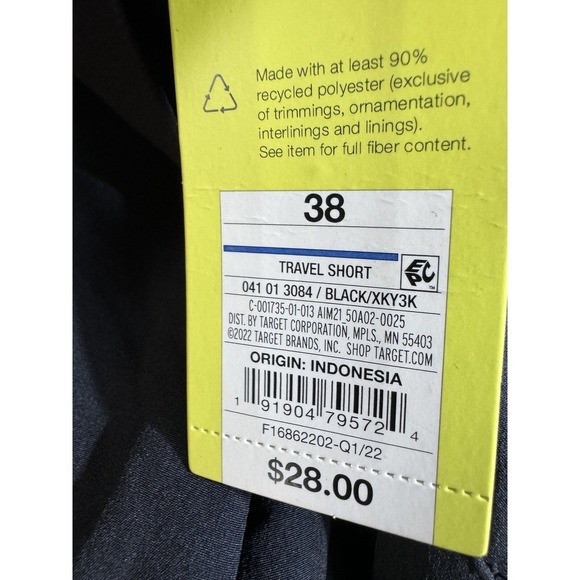 Made with at least 90%
recycled polyester (exclusive
of trimmings, ornamentation,
interlinings and linings).
See item for full fiber content.
38
TRAVEL SHORT
EPC™
041 01 3084 / BLACK/XKY3K
C-001735-01-013 AIM21 50A02-0025
DIST. BY TARGET CORPORATION, MPLS., MN 55403
©2022 TARGET BRANDS, INC. SHOP TARGET.COM
ORIGIN: INDONESIA
1 91904 79572 4
F16862202-Q1/22
$28.00